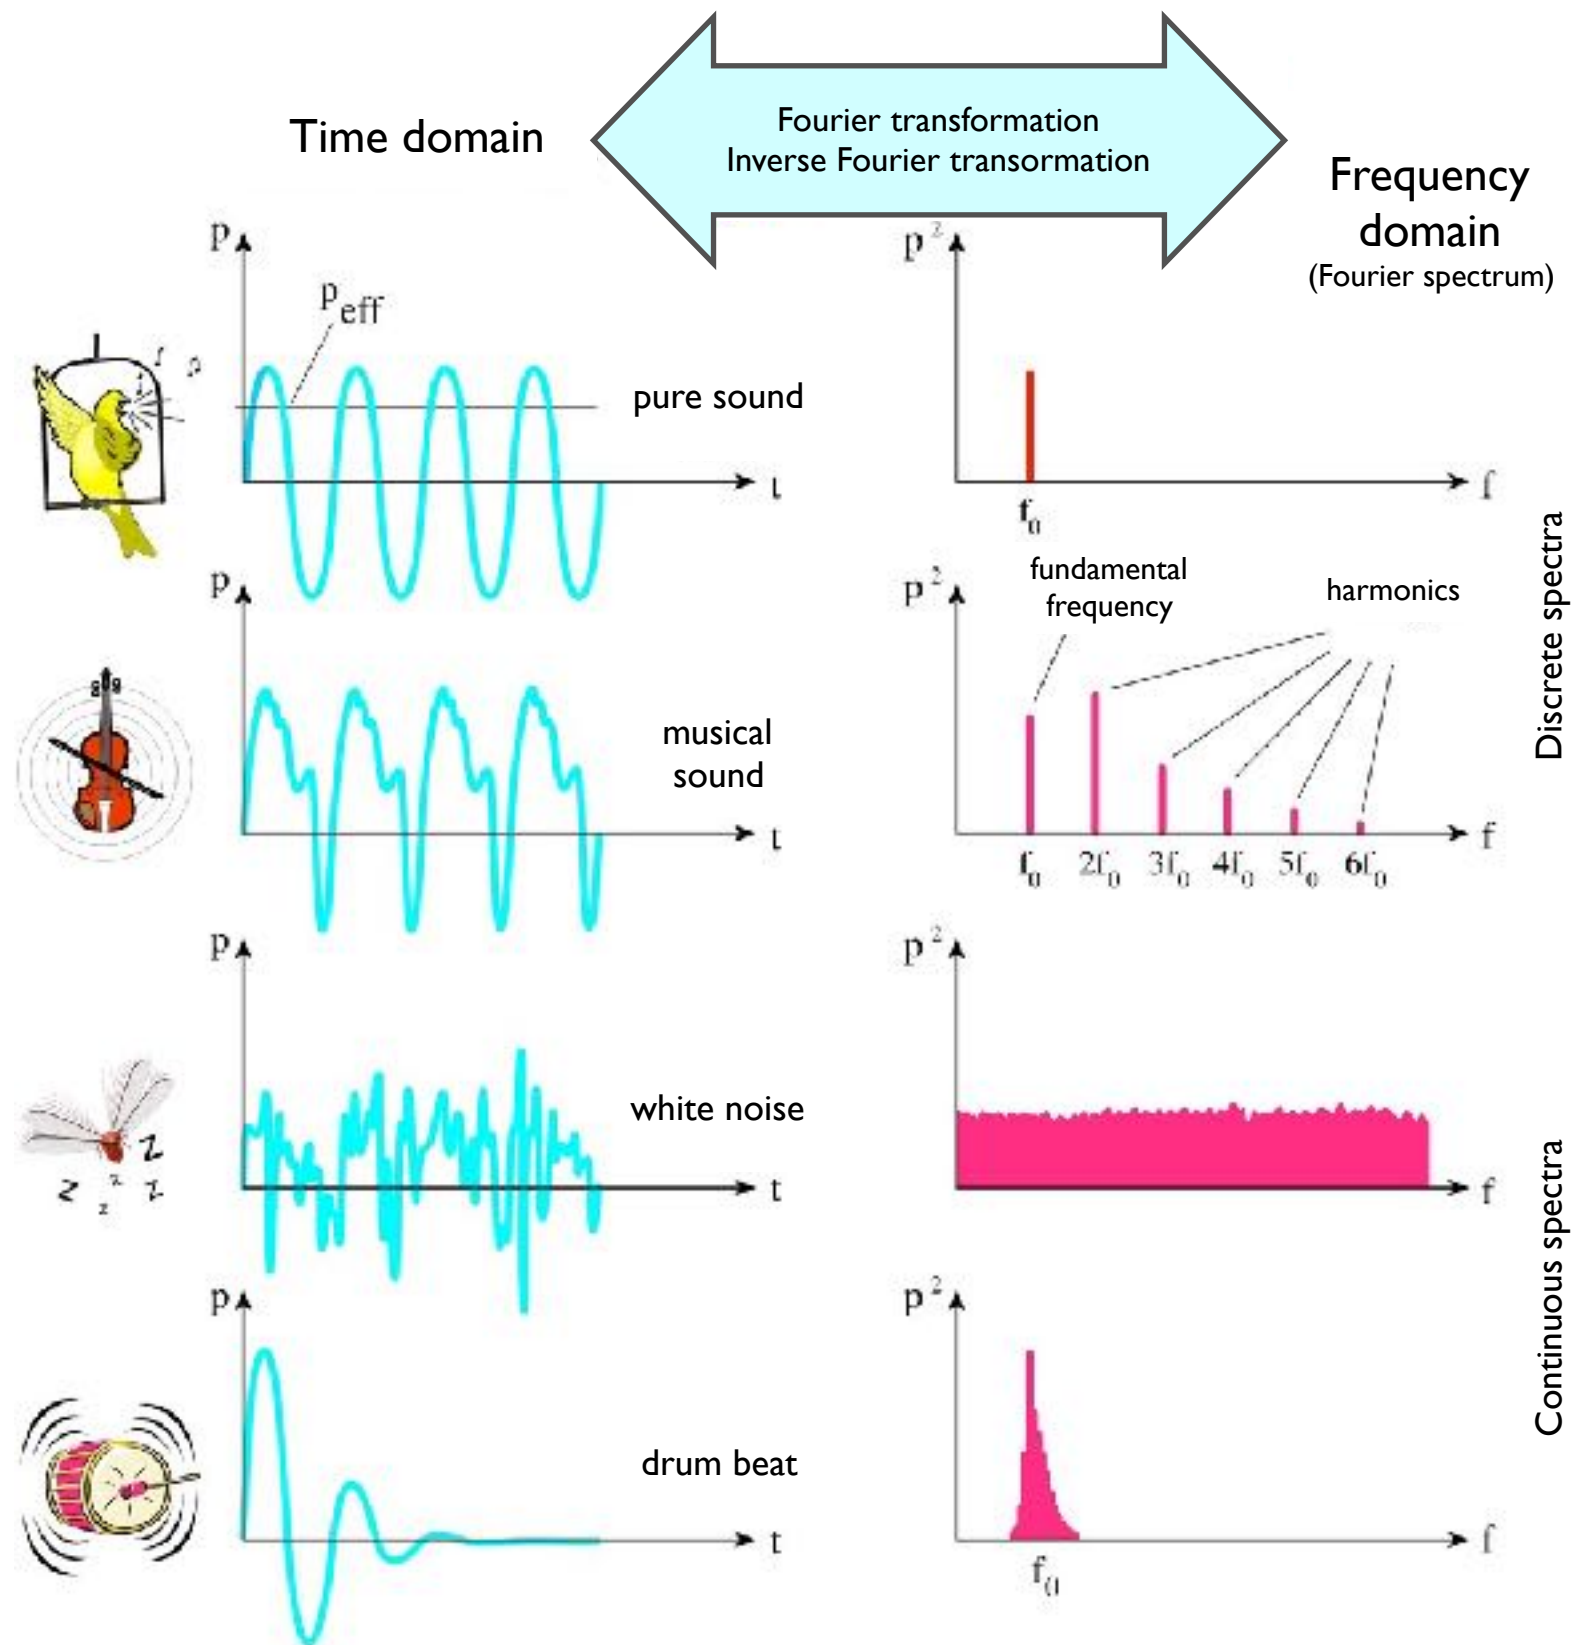 Time domain
Fourier transformation
Inverse Fourier transormation
Frequency
domain
(Fourier spectrum)
p
p eff
pure sound
t
p²
f₀
f
Discrete spectra
p
musical
sound
t
p²
fundamental
frequency
harmonics
f₀ 2f₀ 3f₀ 4f₀ 5f₀ 6f₀
f
p
white noise
t
z z z z z
p²
f
Continuous spectra
p
drum beat
t
p²
f₀
f